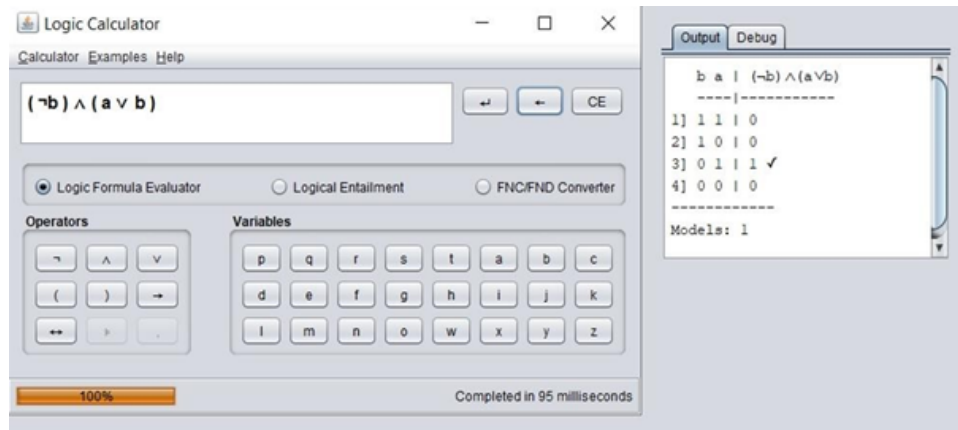 Logic Calculator
Calculator Examples Help
(¬b)∧(a∨b)
↵ ← CE
Logic Formula Evaluator Logical Entailment FNC/FND Converter
Operators Variables
¬ ∧ ∨ p q r s t a b c
( ) → d e f g h i j k
↔ , l m n o w x y z
100% Completed in 95 milliseconds
Output Debug
b a | (¬b)∧(a∨b)
----|-----------
1] 1 1 | 0
2] 1 0 | 0
3] 0 1 | 1 ✓
4] 0 0 | 0
------------
Models: 1